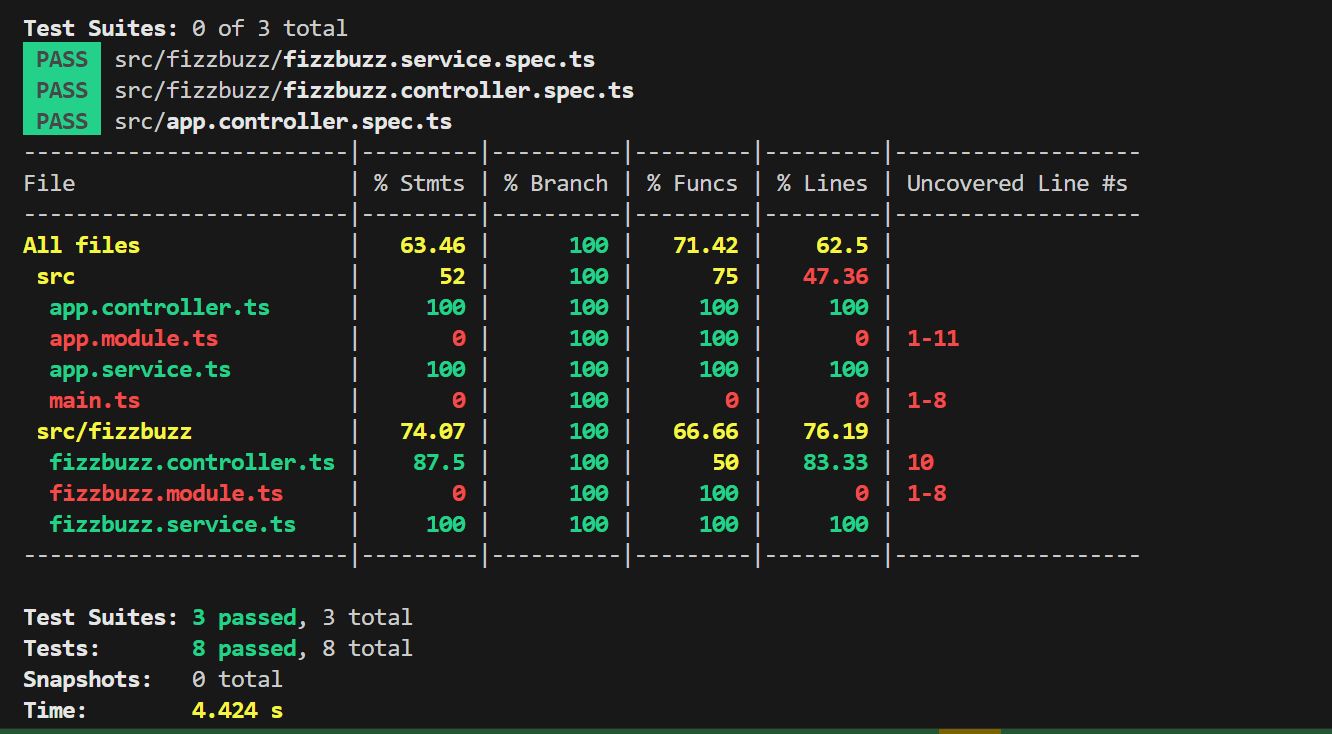 Test Suites: 0 of 3 total
PASS src/fizzbuzz/fizzbuzz.service.spec.ts
PASS src/fizzbuzz/fizzbuzz.controller.spec.ts
PASS src/app.controller.spec.ts
-------------------------|---------|----------|---------|---------|-------------------
File                     | % Stmts | % Branch | % Funcs | % Lines | Uncovered Line #s
-------------------------|---------|----------|---------|---------|-------------------
All files                |   63.46 |      100 |   71.42 |    62.5 |
 src                     |      52 |      100 |      75 |   47.36 |
  app.controller.ts      |     100 |      100 |     100 |     100 |
  app.module.ts          |       0 |      100 |     100 |       0 | 1-11
  app.service.ts         |     100 |      100 |     100 |     100 |
  main.ts                |       0 |      100 |       0 |       0 | 1-8
 src/fizzbuzz            |   74.07 |      100 |   66.66 |   76.19 |
  fizzbuzz.controller.ts |    87.5 |      100 |      50 |   83.33 | 10
  fizzbuzz.module.ts     |       0 |      100 |     100 |       0 | 1-8
  fizzbuzz.service.ts    |     100 |      100 |     100 |     100 |
-------------------------|---------|----------|---------|---------|-------------------
Test Suites: 3 passed, 3 total
Tests:       8 passed, 8 total
Snapshots:   0 total
Time:        4.424 s